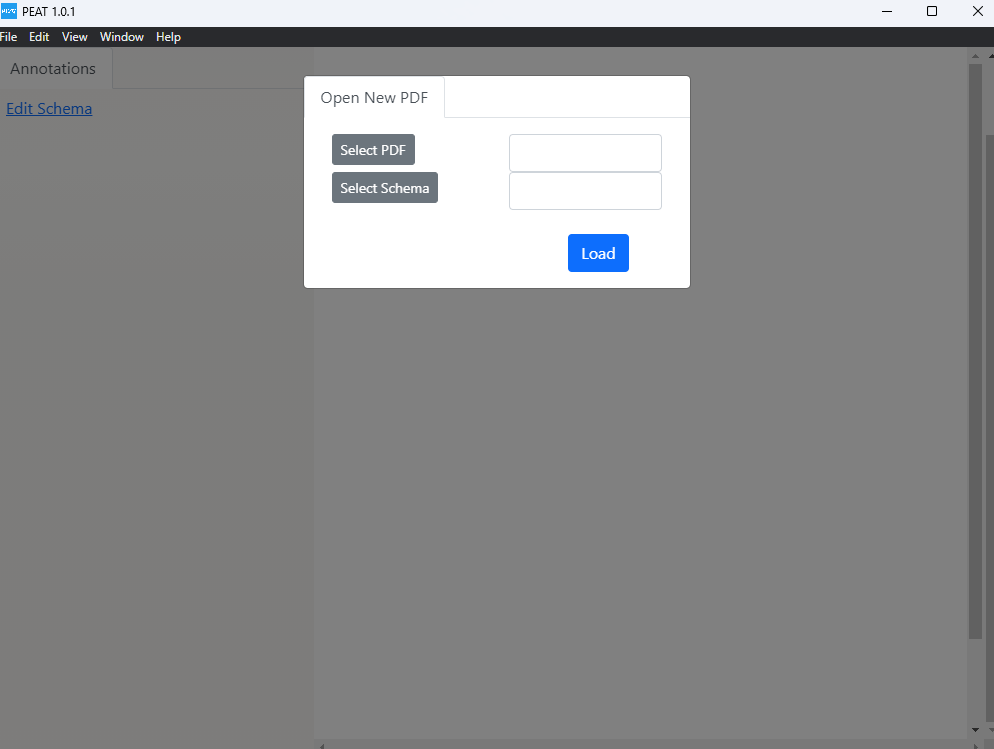 PEAT 1.0.1
File Edit View Window Help
Annotations
Edit Schema
Open New PDF
Select PDF
Select Schema
Load